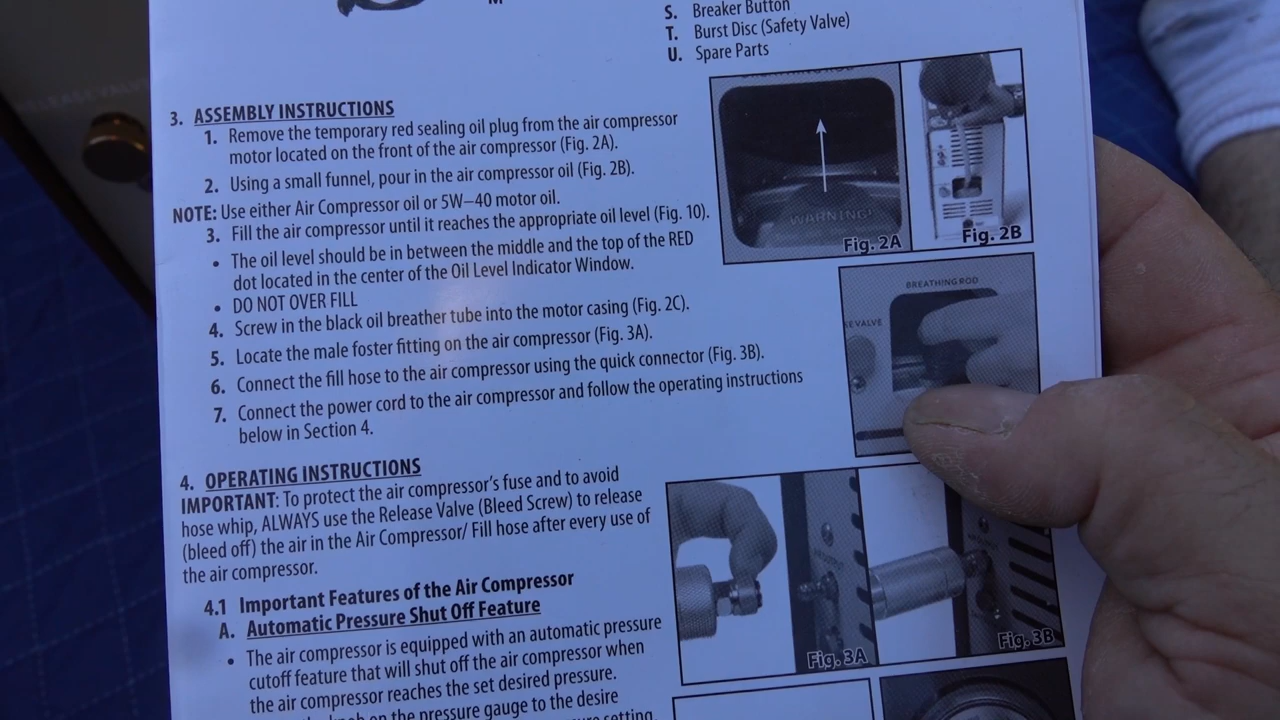 S. Breaker Button
T. Burst Disc (Safety Valve)
U. Spare Parts
3. ASSEMBLY INSTRUCTIONS
1. Remove the temporary red sealing oil plug from the air compressor
motor located on the front of the air compressor (Fig. 2A).
2. Using a small funnel, pour in the air compressor oil (Fig. 2B).
NOTE: Use either Air Compressor oil or 5W–40 motor oil.
3. Fill the air compressor until it reaches the appropriate oil level (Fig. 10).
• The oil level should be in between the middle and the top of the RED
dot located in the center of the Oil Level Indicator Window.
• DO NOT OVER FILL
4. Screw in the black oil breather tube into the motor casing (Fig. 2C).
5. Locate the male foster fitting on the air compressor (Fig. 3A).
6. Connect the fill hose to the air compressor using the quick connector (Fig. 3B).
7. Connect the power cord to the air compressor and follow the operating instructions
below in Section 4.
WARNING!
Fig. 2A
Fig. 2B
BREATHING ROD
VALVE
4. OPERATING INSTRUCTIONS
IMPORTANT: To protect the air compressor's fuse and to avoid
hose whip, ALWAYS use the Release Valve (Bleed Screw) to release
(bleed off) the air in the Air Compressor/ Fill hose after every use of
the air compressor.
4.1 Important Features of the Air Compressor
A. Automatic Pressure Shut Off Feature
• The air compressor is equipped with an automatic pressure
cutoff feature that will shut off the air compressor when
the air compressor reaches the set desired pressure.
on the pressure gauge to the desire
setting.
Fig. 3A
Fig. 3B